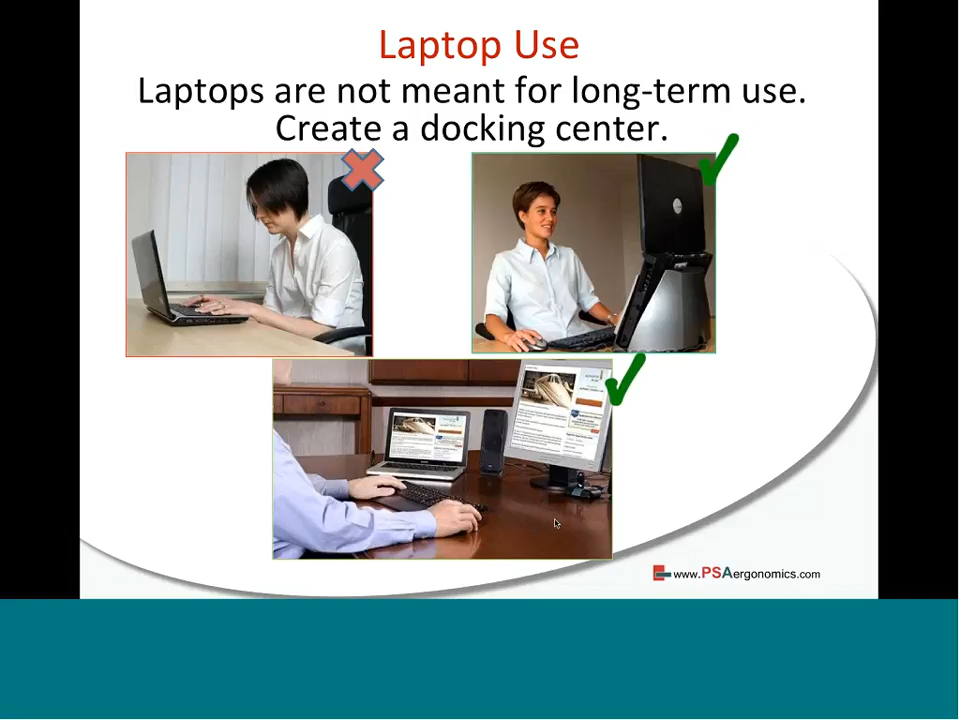 Laptop Use
Laptops are not meant for long-term use.
Create a docking center.
www.PSAergonomics.com